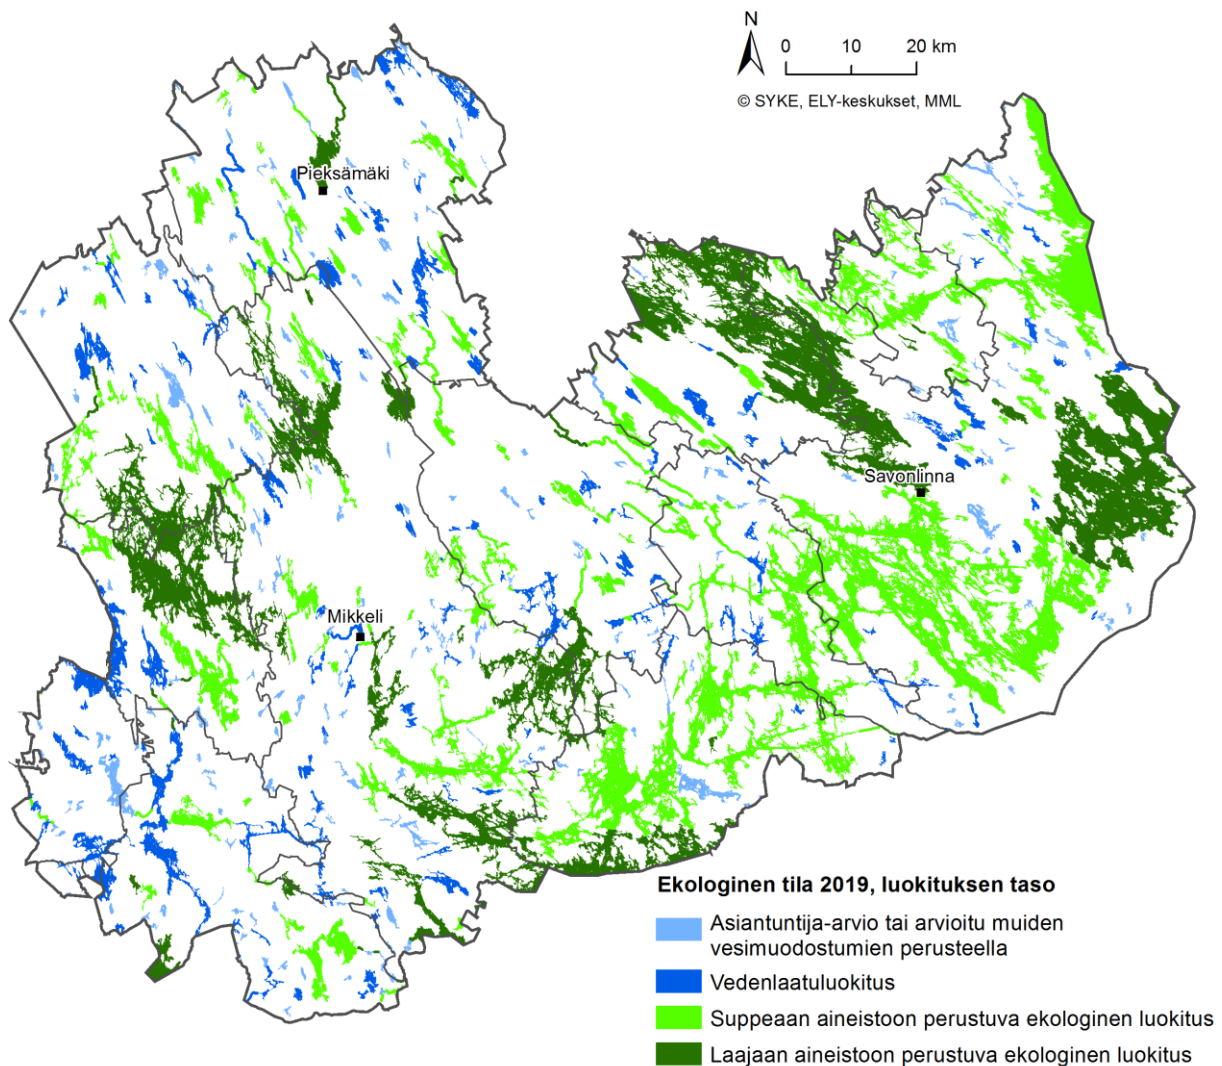 N
0 10 20 km
© SYKE, ELY-keskukset, MML
Pieksämäki
Savonlinna
Mikkeli
Ekologinen tila 2019, luokituksen taso
Asiantuntija-arvio tai arvioitu muiden
vesimuodostumien perusteella
Vedenlaatuluokitus
Suppeaan aineistoon perustuva ekologinen luokitus
Laajaan aineistoon perustuva ekologinen luokitus